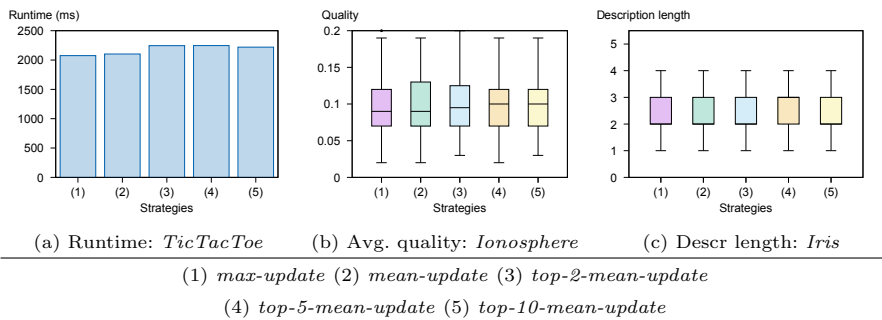 Runtime (ms)
2500
2000
1500
1000
500
0
(1) (2) (3) (4) (5)
Strategies
(a) Runtime: TicTacToe
Quality
0.2
0.15
0.1
0.05
0
(1) (2) (3) (4) (5)
Strategies
(b) Avg. quality: Ionosphere
Description length
5
4
3
2
1
0
(1) (2) (3) (4) (5)
Strategies
(c) Descr length: Iris
(1) max-update (2) mean-update (3) top-2-mean-update
(4) top-5-mean-update (5) top-10-mean-update